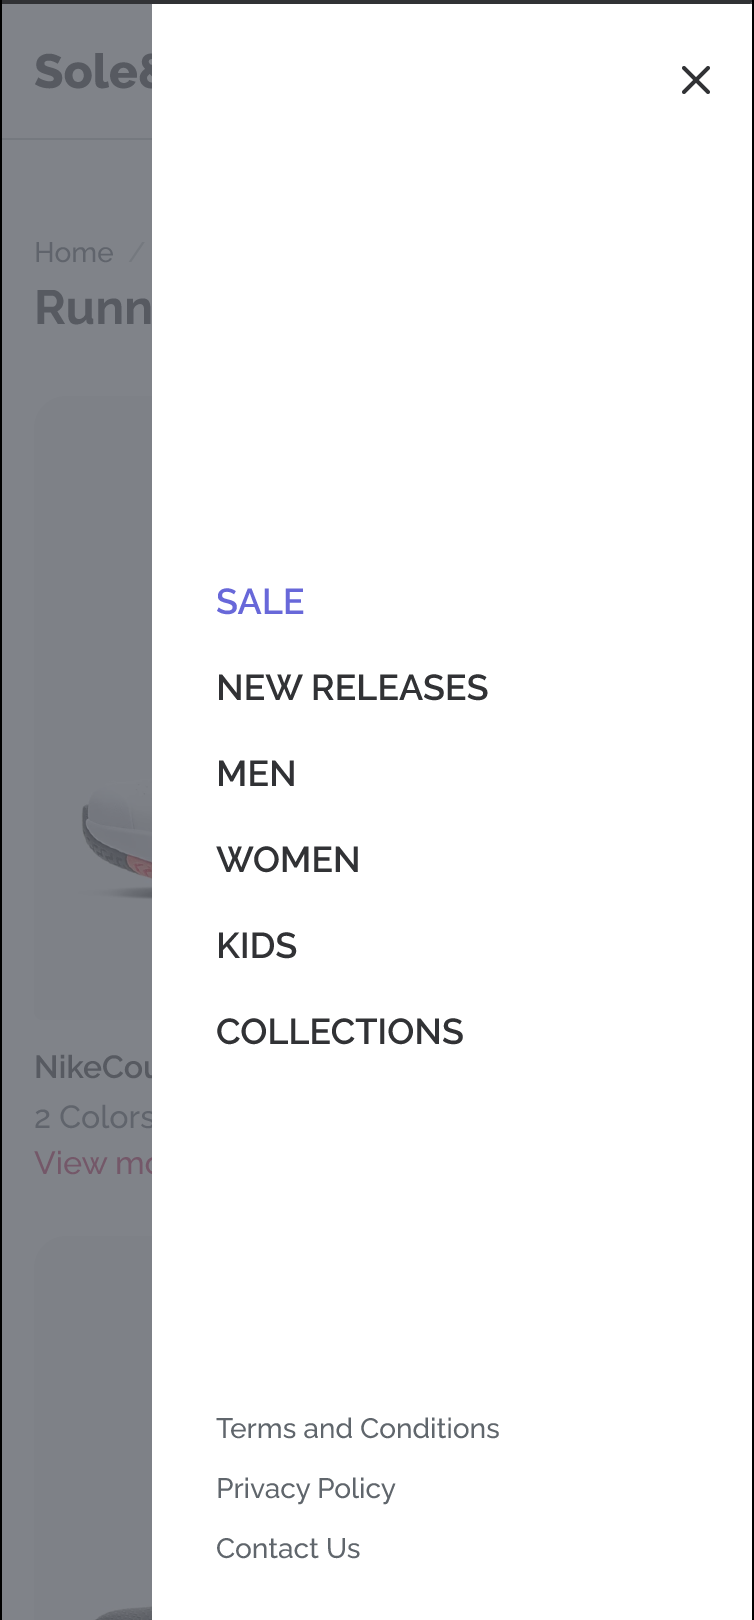 Sole&
Home /
Runn
SALE
NEW RELEASES
MEN
WOMEN
KIDS
COLLECTIONS
NikeCou
2 Colors
View mo
Terms and Conditions
Privacy Policy
Contact Us